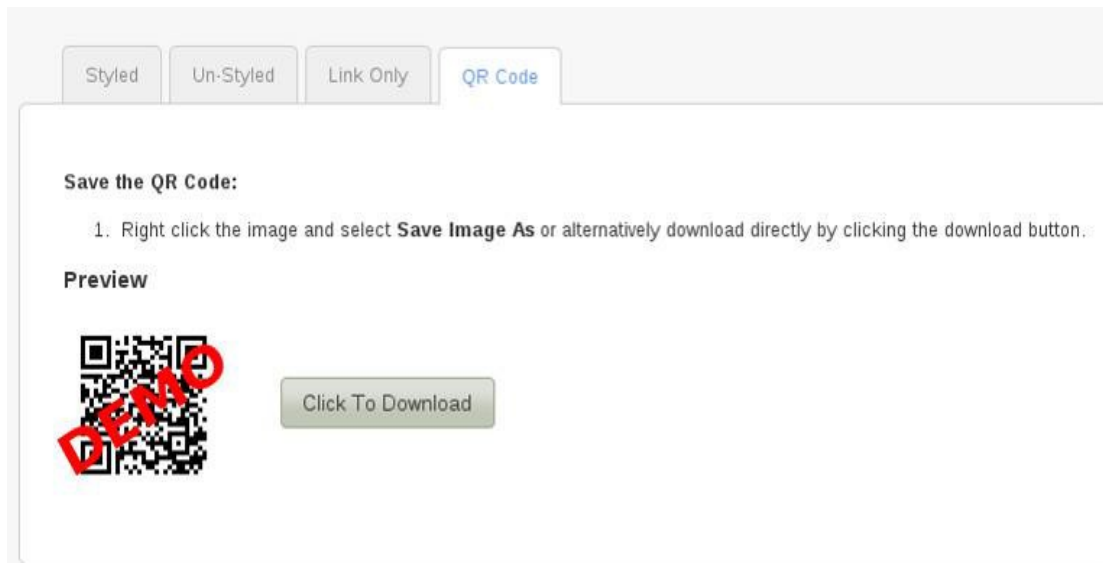 Styled Un-Styled Link Only QR Code
Save the QR Code:
1. Right click the image and select Save Image As or alternatively download directly by clicking the download button.
Preview
DEMO
Click To Download